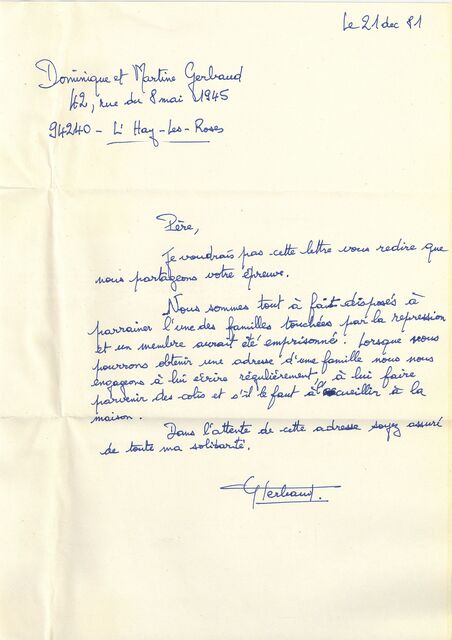 Le 21 dec 81
Dominique et Martine Gerbaud
42, rue du 8 mai 1945
94240 - L'Hay-Les-Roses
Père,
Je voudrais pas cette lettre vous redire que
nous partageons votre épreuve.
Nous sommes tout à fait disposés à
parrainer l'une des familles touchées par la repression
et un membre aurait été emprisonné. Lorsque vous
pourrons obtenir une adresse d'une famille nous nous
engageons à lui ecrire régulièrement à lui faire
parvenir des colis et s'il le faut à l'accueillir à la
maison.
Dans l'attente de cette adresse soyez assuré
de toute ma solidarité.
Gerbaud.